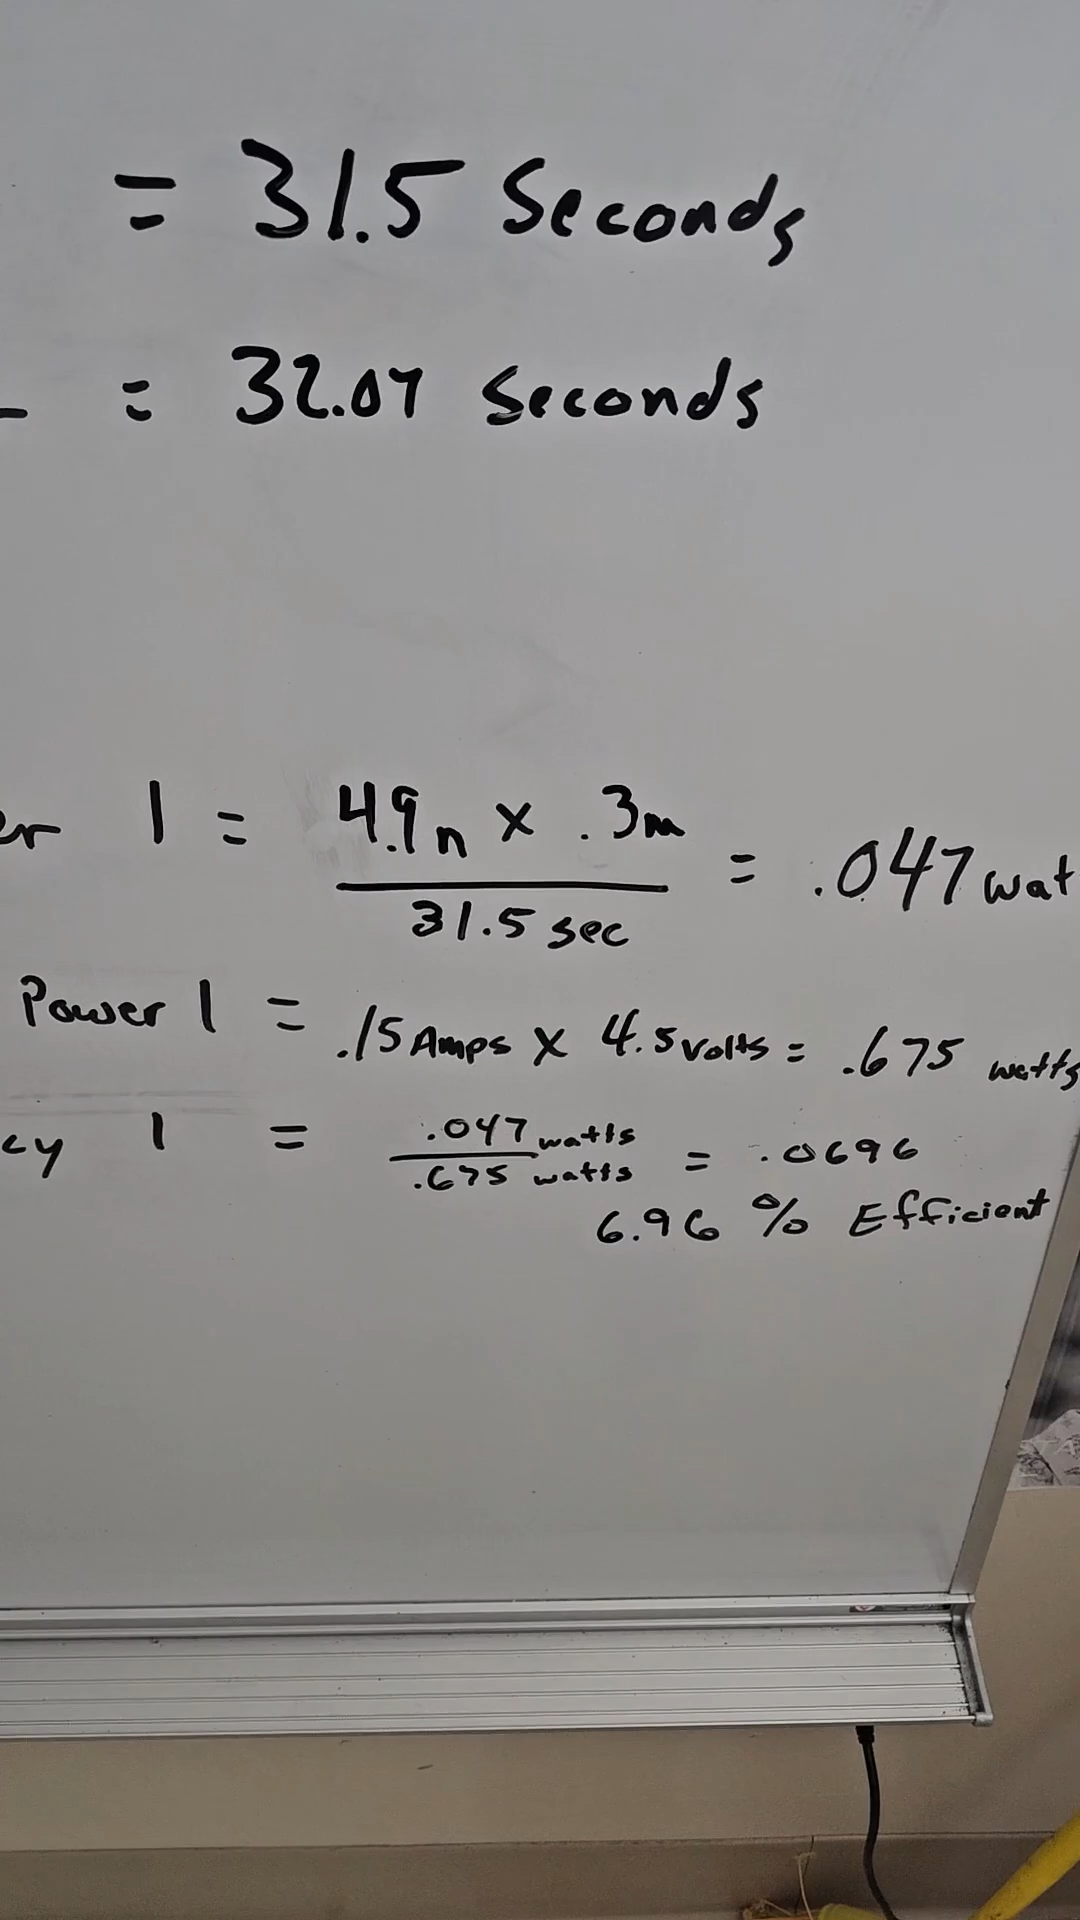 = 31.5 Seconds
= 32.07 Seconds
er 1 = 4.9n x .3m
31.5 sec
= .047 wat
Power 1 = .15 Amps x 4.5 volts = .675 watts
cy 1 = .047 watts
.675 watts
= .0696
6.96 % Efficient